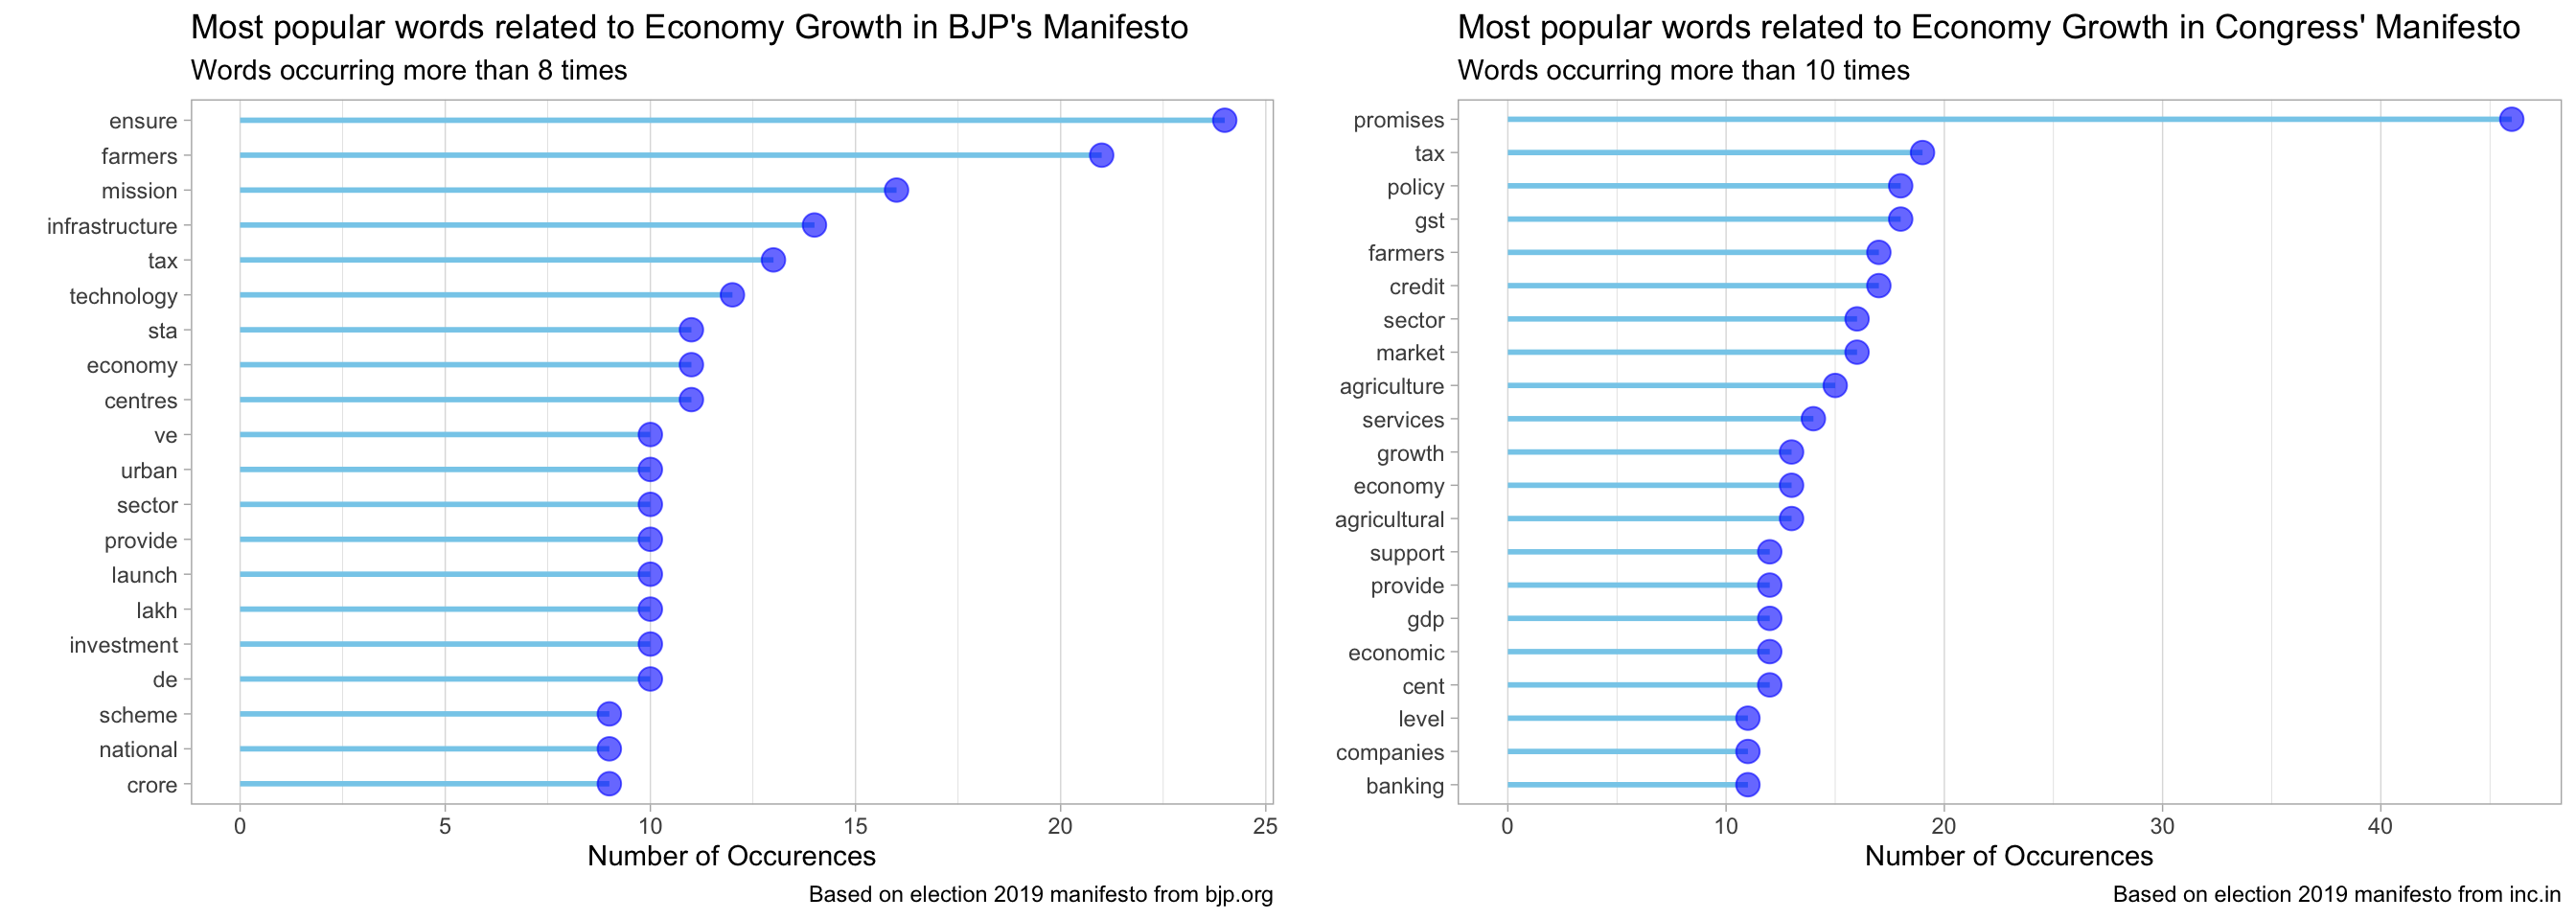 Most popular words related to Economy Growth in BJP's Manifesto
Words occurring more than 8 times
ensure
farmers
mission
infrastructure
tax
technology
sta
economy
centres
ve
urban
sector
provide
launch
lakh
investment
de
scheme
national
crore
0 5 10 15 20 25
Number of Occurences
Based on election 2019 manifesto from bjp.org
Most popular words related to Economy Growth in Congress' Manifesto
Words occurring more than 10 times
promises
tax
policy
gst
farmers
credit
sector
market
agriculture
services
growth
economy
agricultural
support
provide
gdp
economic
cent
level
companies
banking
0 10 20 30 40
Number of Occurences
Based on election 2019 manifesto from inc.in